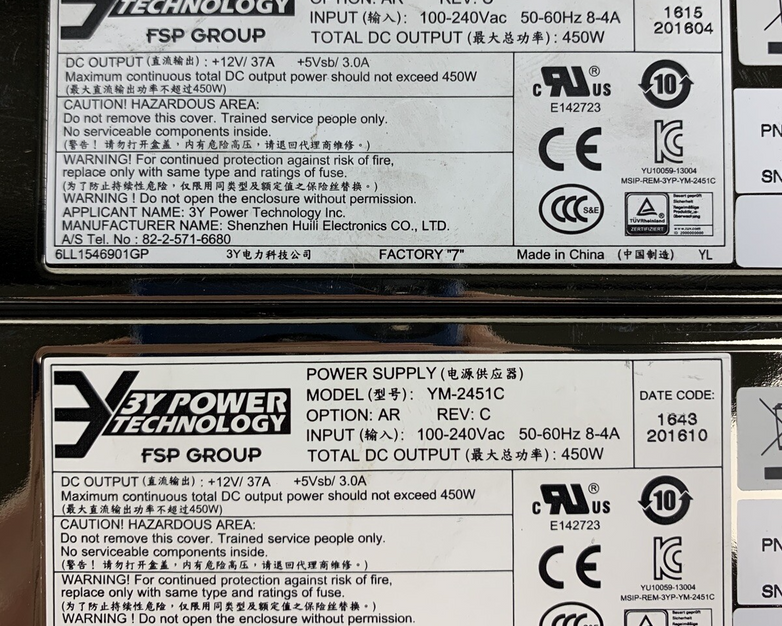 3Y POWER
TECHNOLOGY
FSP GROUP
OPTION: AR REV: C
INPUT (输入): 100-240Vac 50-60Hz 8-4A
TOTAL DC OUTPUT (最大总功率): 450W
1615
201604
DC OUTPUT (直流输出) : +12V/ 37A +5Vsb/ 3.0A
Maximum continuous total DC output power should not exceed 450W
(最大直流输出功率不超过450W)
CAUTION! HAZARDOUS AREA:
Do not remove this cover. Trained service people only.
No serviceable components inside.
(警告! 请勿打开盒盖，内有危险高压，请退回代理商维修。)
WARNING! For continued protection against risk of fire,
replace only with same type and ratings of fuse.
(为了防止持续性危险，仅限用同类型及额定值之保险丝替换。)
WARNING ! Do not open the enclosure without permission.
APPLICANT NAME: 3Y Power Technology Inc.
MANUFACTURER NAME: Shenzhen Huili Electronics CO., LTD.
A/S Tel. No : 82-2-571-6680
c RU ® US
E142723
10
CE
KC
YU10059-13004
MSIP-REM-3YP-YM-2451C
CCC S&E
TÜVRheinland
ZERTIFIZIERT
Bauart geprüft
Sicherheit
Regelmäßige
Produktionsüberwachung
6LL1546901GP 3Y电力科技公司 FACTORY "7" Made in China (中国制造) YL
PN
SN
3Y POWER
TECHNOLOGY
FSP GROUP
POWER SUPPLY (电源供应器)
MODEL (型号): YM-2451C
OPTION: AR REV: C
INPUT (输入): 100-240Vac 50-60Hz 8-4A
TOTAL DC OUTPUT (最大总功率): 450W
DATE CODE:
1643
201610
DC OUTPUT (直流输出) : +12V/ 37A +5Vsb/ 3.0A
Maximum continuous total DC output power should not exceed 450W
(最大直流输出功率不超过450W)
CAUTION! HAZARDOUS AREA:
Do not remove this cover. Trained service people only.
No serviceable components inside.
(警告! 请勿打开盒盖，内有危险高压，请退回代理商维修。)
WARNING! For continued protection against risk of fire,
replace only with same type and ratings of fuse.
(为了防止持续性危险，仅限用同类型及额定值之保险丝替换。)
WARNING ! Do not open the enclosure without permission.
c RU ® US
E142723
10
CE
KC
YU10059-13004
MSIP-REM-3YP-YM-2451C
PN
SN